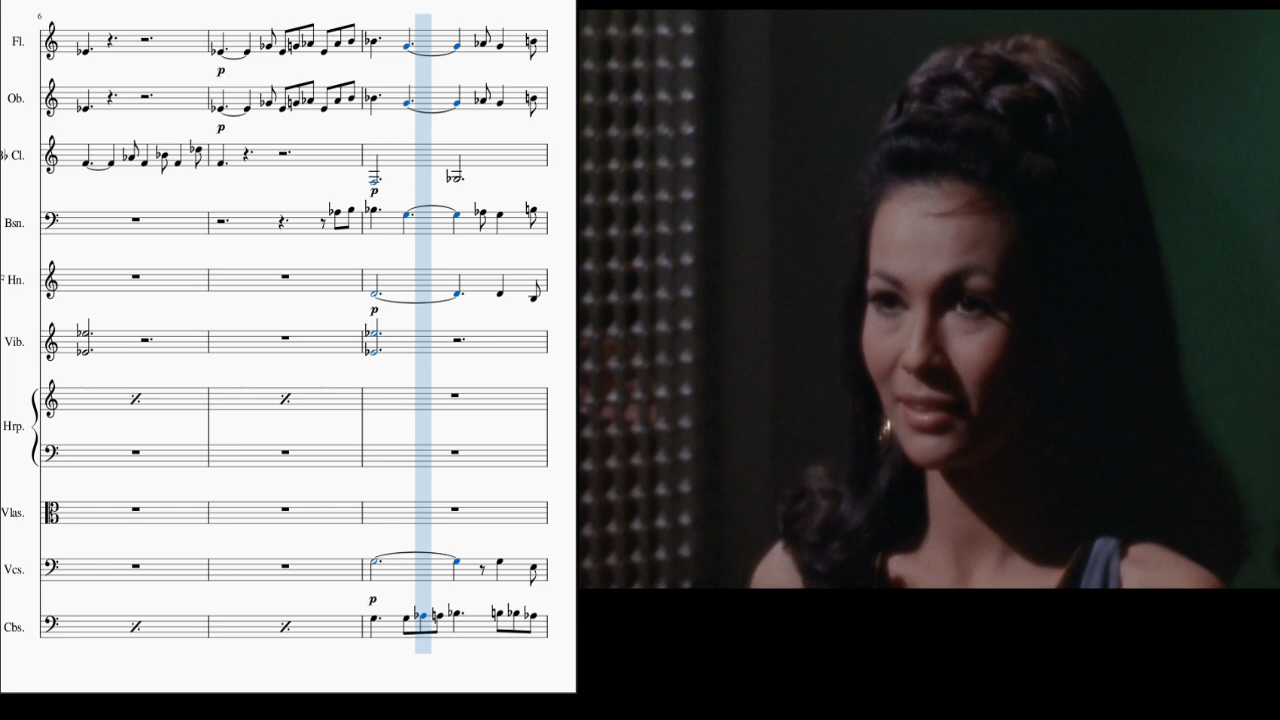 6
Fl.
p
Ob.
p
B♭ Cl.
p
Bsn.
F Hn.
p
Vib.
Hrp.
Vlas.
Vcs.
p
Cbs.